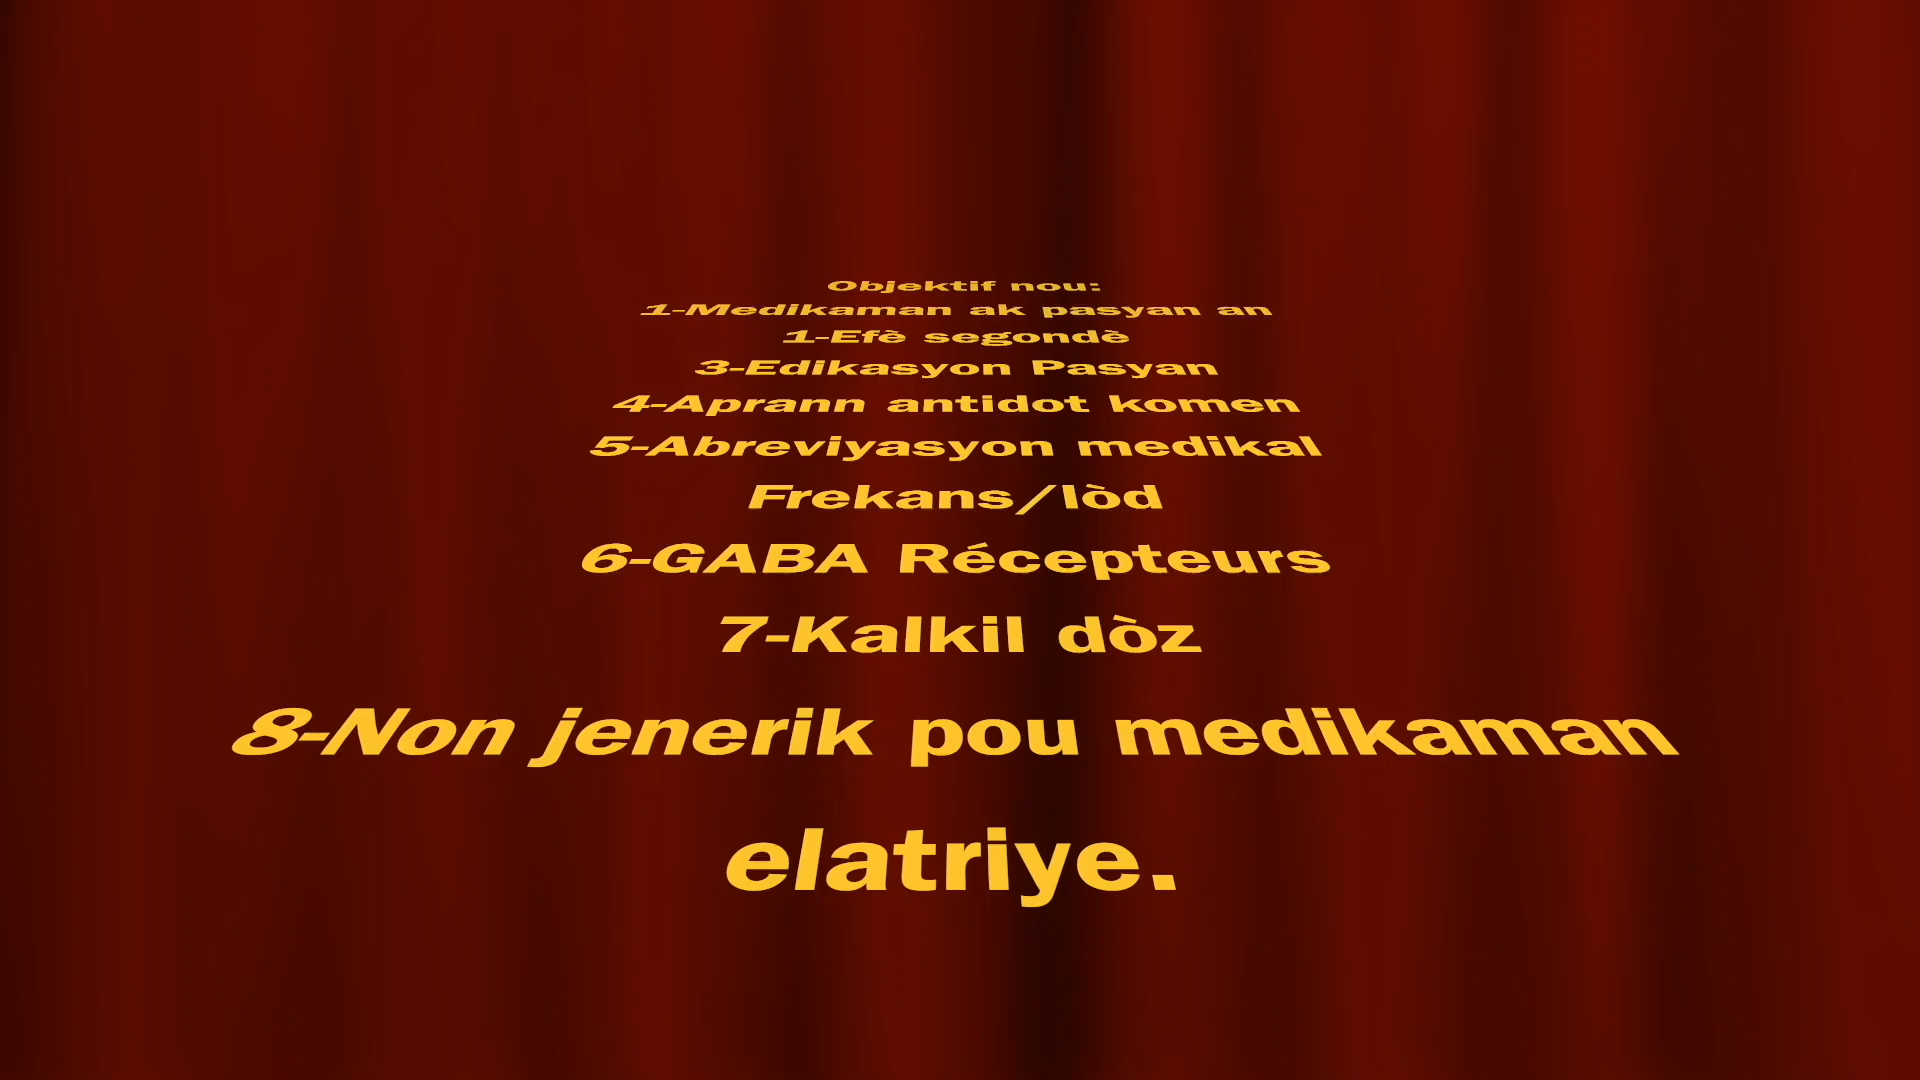 Objektif nou:
1-Medikaman ak pasyan an
1-Efè segondè
3-Edikasyon Pasyan
4-Aprann antidot komen
5-Abreviyasyon medikal
Frekans/lòd
6-GABA Récepteurs
7-Kalkil dòz
8-Non jenerik pou medikaman
elatriye.